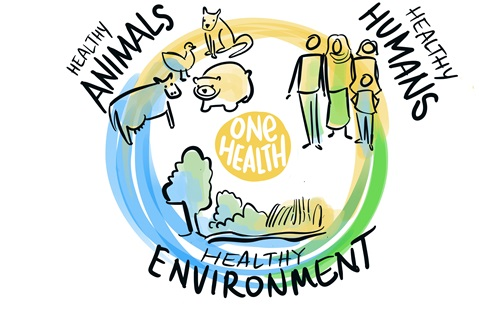 HEALTHY
ANIMALS
HEALTHY
HUMANS
ONE
HEALTH
HEALTHY
ENVIRONMENT